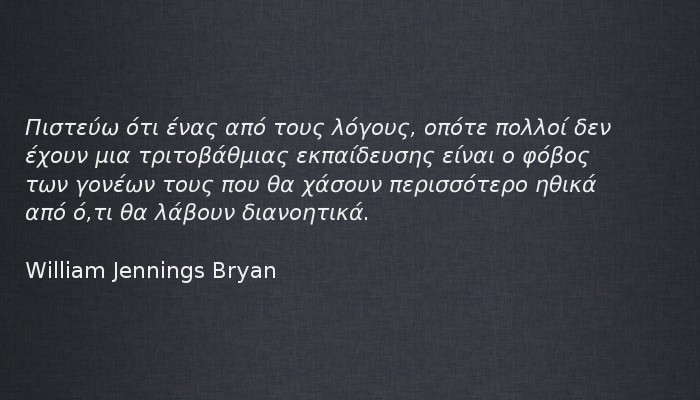 Πιστεύω ότι ένας από τους λόγους, οπότε πολλοί δεν
έχουν μια τριτοβάθμιας εκπαίδευσης είναι ο φόβος
των γονέων τους που θα χάσουν περισσότερο ηθικά
από ό,τι θα λάβουν διανοητικά.
William Jennings Bryan